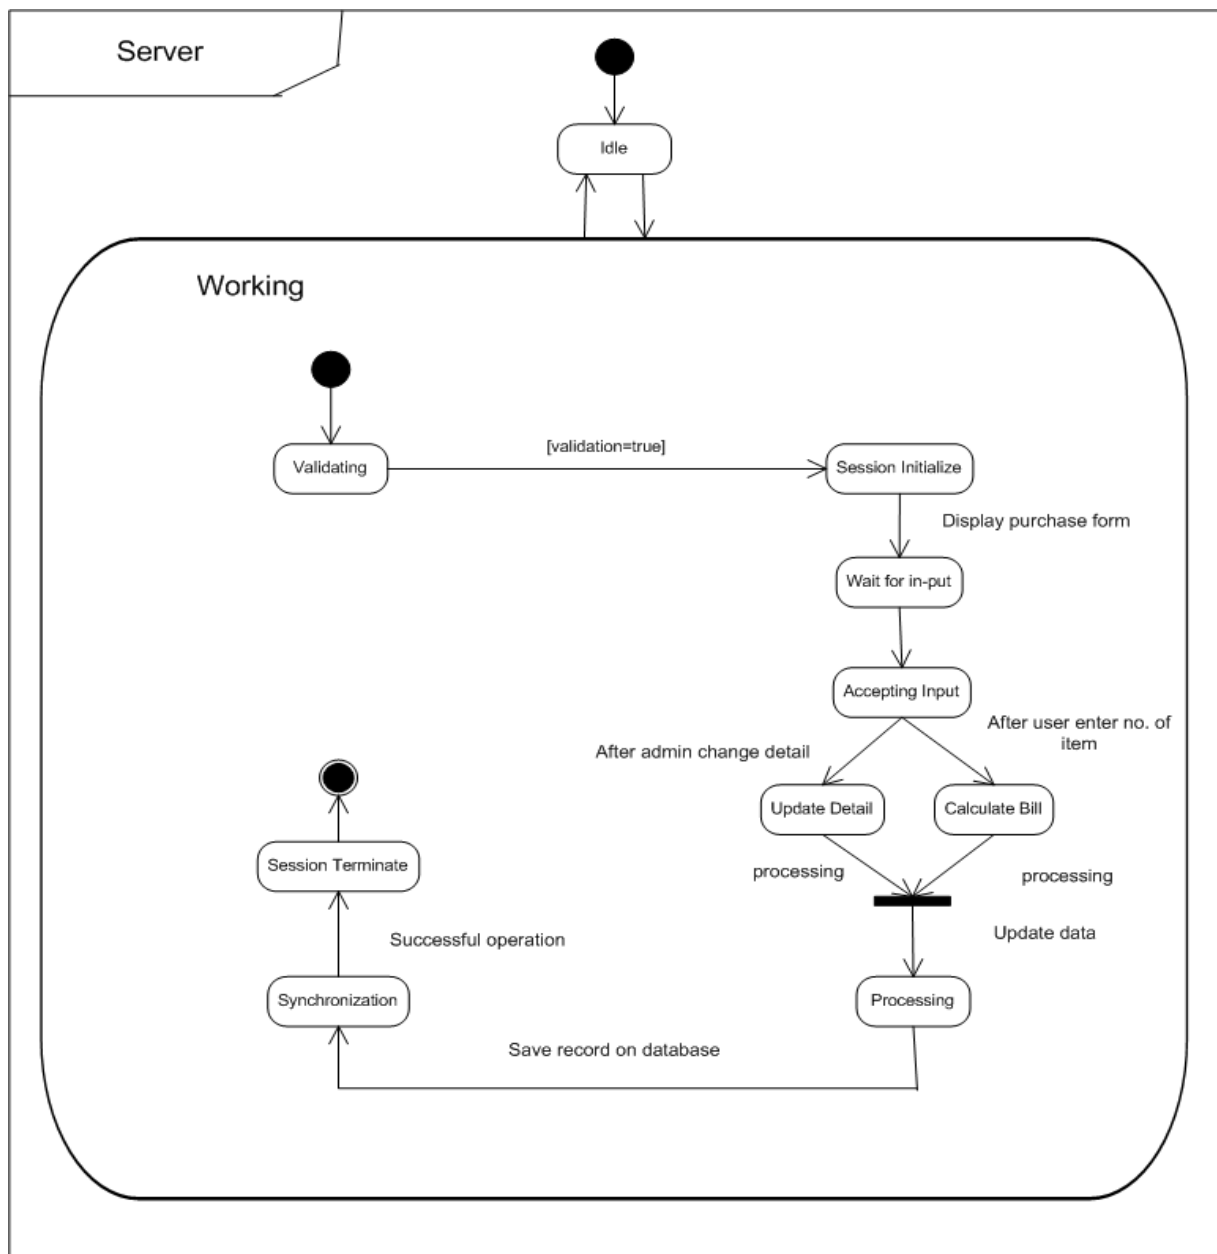 Server
Idle
Working
[validation=true]
Validating
Session Initialize
Display purchase form
Wait for in-put
Accepting Input
After user enter no. of
item
After admin change detail
Update Detail
Calculate Bill
Session Terminate
processing
processing
Update data
Successful operation
Synchronization
Processing
Save record on database